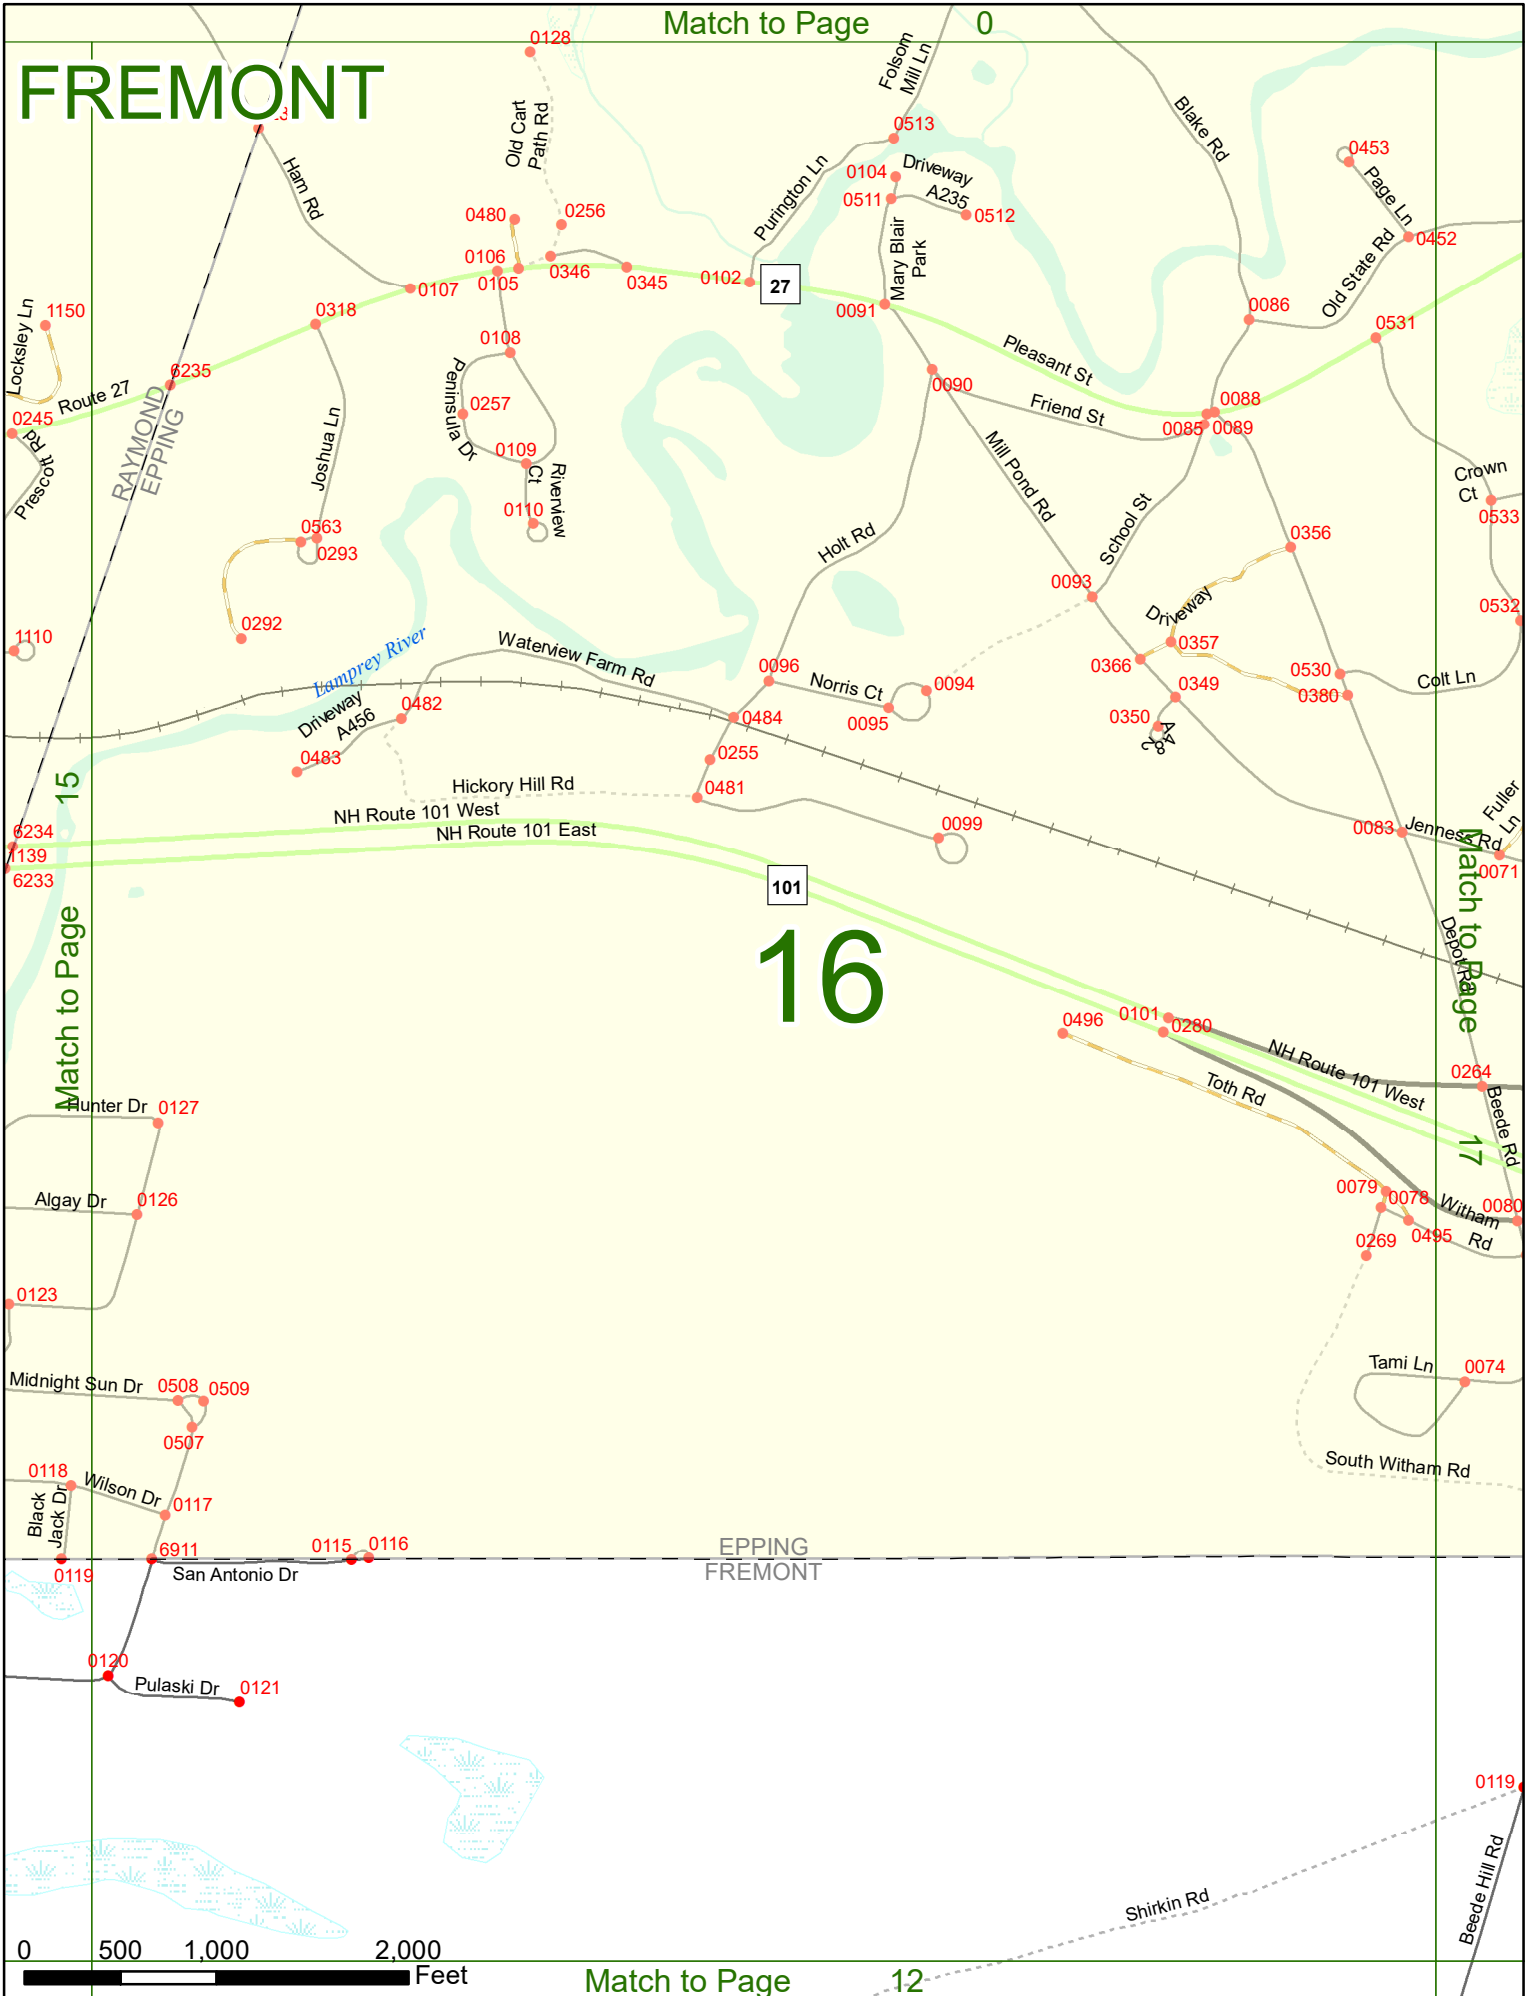 Match to Page 0
FREMONT
0128
Folsom
Mill Ln
Old Cart
Path Rd
0513
Blake Rd
0453
Ham Rd
Purington Ln
0104
Driveway
A235
0511
0512
Page Ln
0480
0256
0452
Mary Blair
Park
Old State Rd
0106
0105
0346
0345
0102
27
0107
0091
0086
Locksley Ln
1150
0318
0531
0108
Pleasant St
6235
Route 27
Peninsula Dr
0090
0257
Friend St
0088
0085
0089
0245
Prescott Rd
RAYMOND
EPPING
Joshua Ln
0109
Riverview
Ct
Mill Pond Rd
Crown
Ct
0110
0533
School St
0563
0293
Holt Rd
0356
0093
0532
Driveway
0292
1110
Lamprey River
Waterview Farm Rd
0357
0366
0096
Norris Ct
0094
0530
Colt Ln
0095
0349
0380
Driveway
A456
0482
0484
0350
A482
0483
0255
15
Hickory Hill Rd
0481
Fuller
Ln
NH Route 101 West
NH Route 101 East
0099
0083
Jenness Rd
6234
1139
6233
0071
101
Match to Page
16
Depot Rd
Match to Page
0496
0101
0280
NH Route 101 West
0264
Toth Rd
Beede Rd
Hunter Dr
0127
17
0079
0078
Algay Dr
0126
Witham
Rd
0080
0495
0269
0123
Tami Ln
0074
Midnight Sun Dr
0508
0509
0507
South Witham Rd
0118
Wilson Dr
Black
Jack Dr
0117
6911
0115
0116
EPPING
FREMONT
0119
San Antonio Dr
0120
Pulaski Dr
0121
0119
Beede Hill Rd
Shirkin Rd
0 500 1,000 2,000
Feet
Match to Page 12